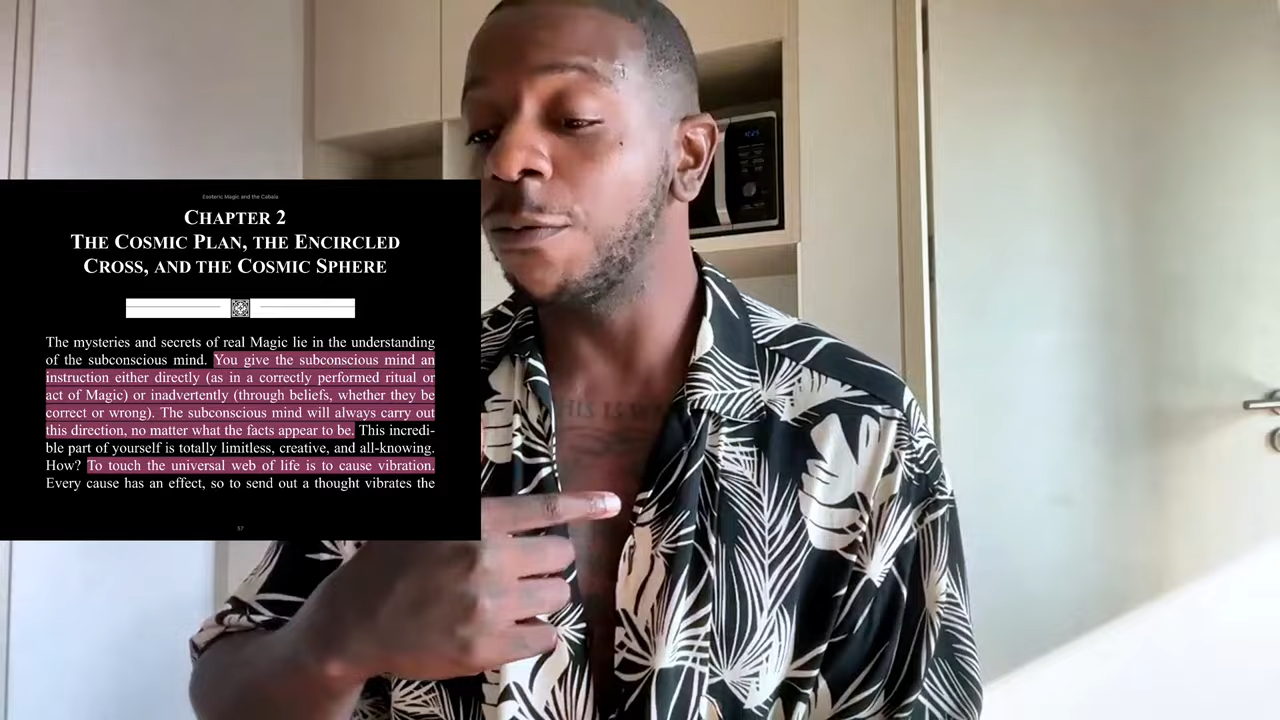 Esoteric Magic and the Cabala
CHAPTER 2
THE COSMIC PLAN, THE ENCIRCLED
CROSS, AND THE COSMIC SPHERE
The mysteries and secrets of real Magic lie in the understanding
of the subconscious mind. You give the subconscious mind an
instruction either directly (as in a correctly performed ritual or
act of Magic) or inadvertently (through beliefs, whether they be
correct or wrong). The subconscious mind will always carry out
this direction, no matter what the facts appear to be. This incredi-
ble part of yourself is totally limitless, creative, and all-knowing.
How? To touch the universal web of life is to cause vibration.
Every cause has an effect, so to send out a thought vibrates the
57